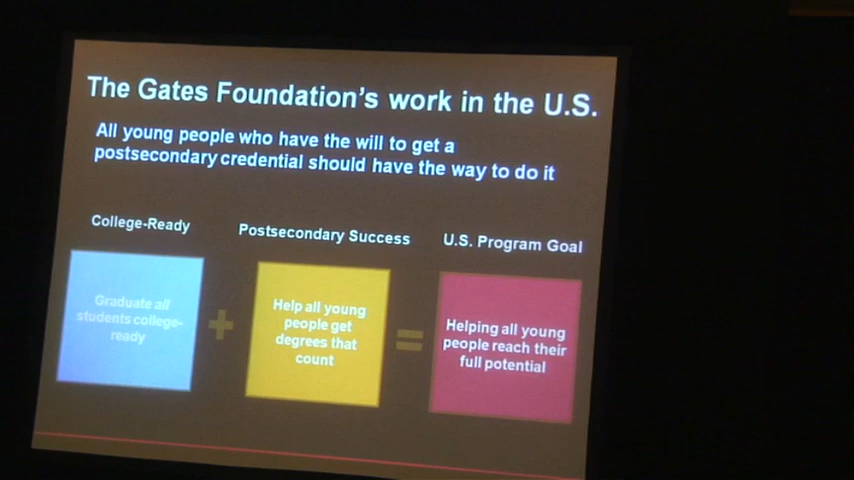 The Gates Foundation's work in the U.S.
All young people who have the will to get a
postsecondary credential should have the way to do it
College-Ready
Postsecondary Success
U.S. Program Goal
Graduate all
students college-
ready
+
Help all young
people get
degrees that
count
=
Helping all young
people reach their
full potential